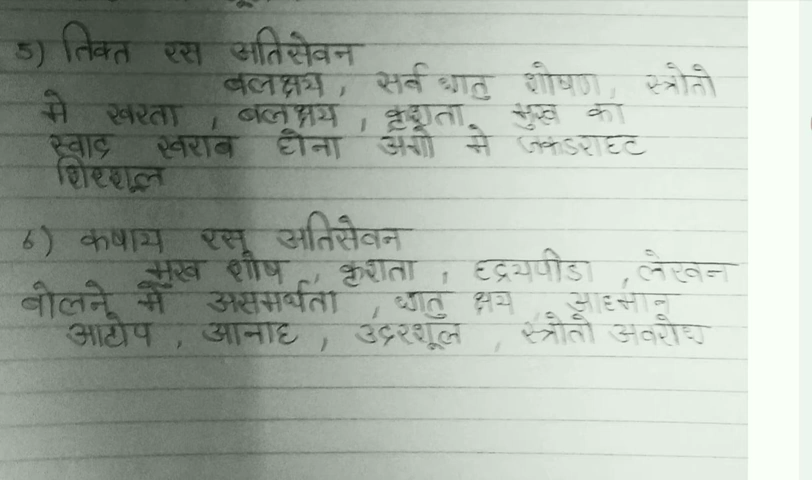 5) तिक्त रस अतिसेवन
बलक्षय, सर्व धातु शोषण, स्त्रोतो
मे खरता, बलक्षय, कृशता मुख का
स्वाद खराब होना अंगो मे जकडाहट
शिरशूल
6) कषाय रस अतिसेवन
मुख शोष, कृशता, हृदयपीडा, लेखन
बोलने में असमर्थता, धातु क्षय आध्मान
आटोप, आनाह, उदरशूल, स्त्रोतो अवरोध